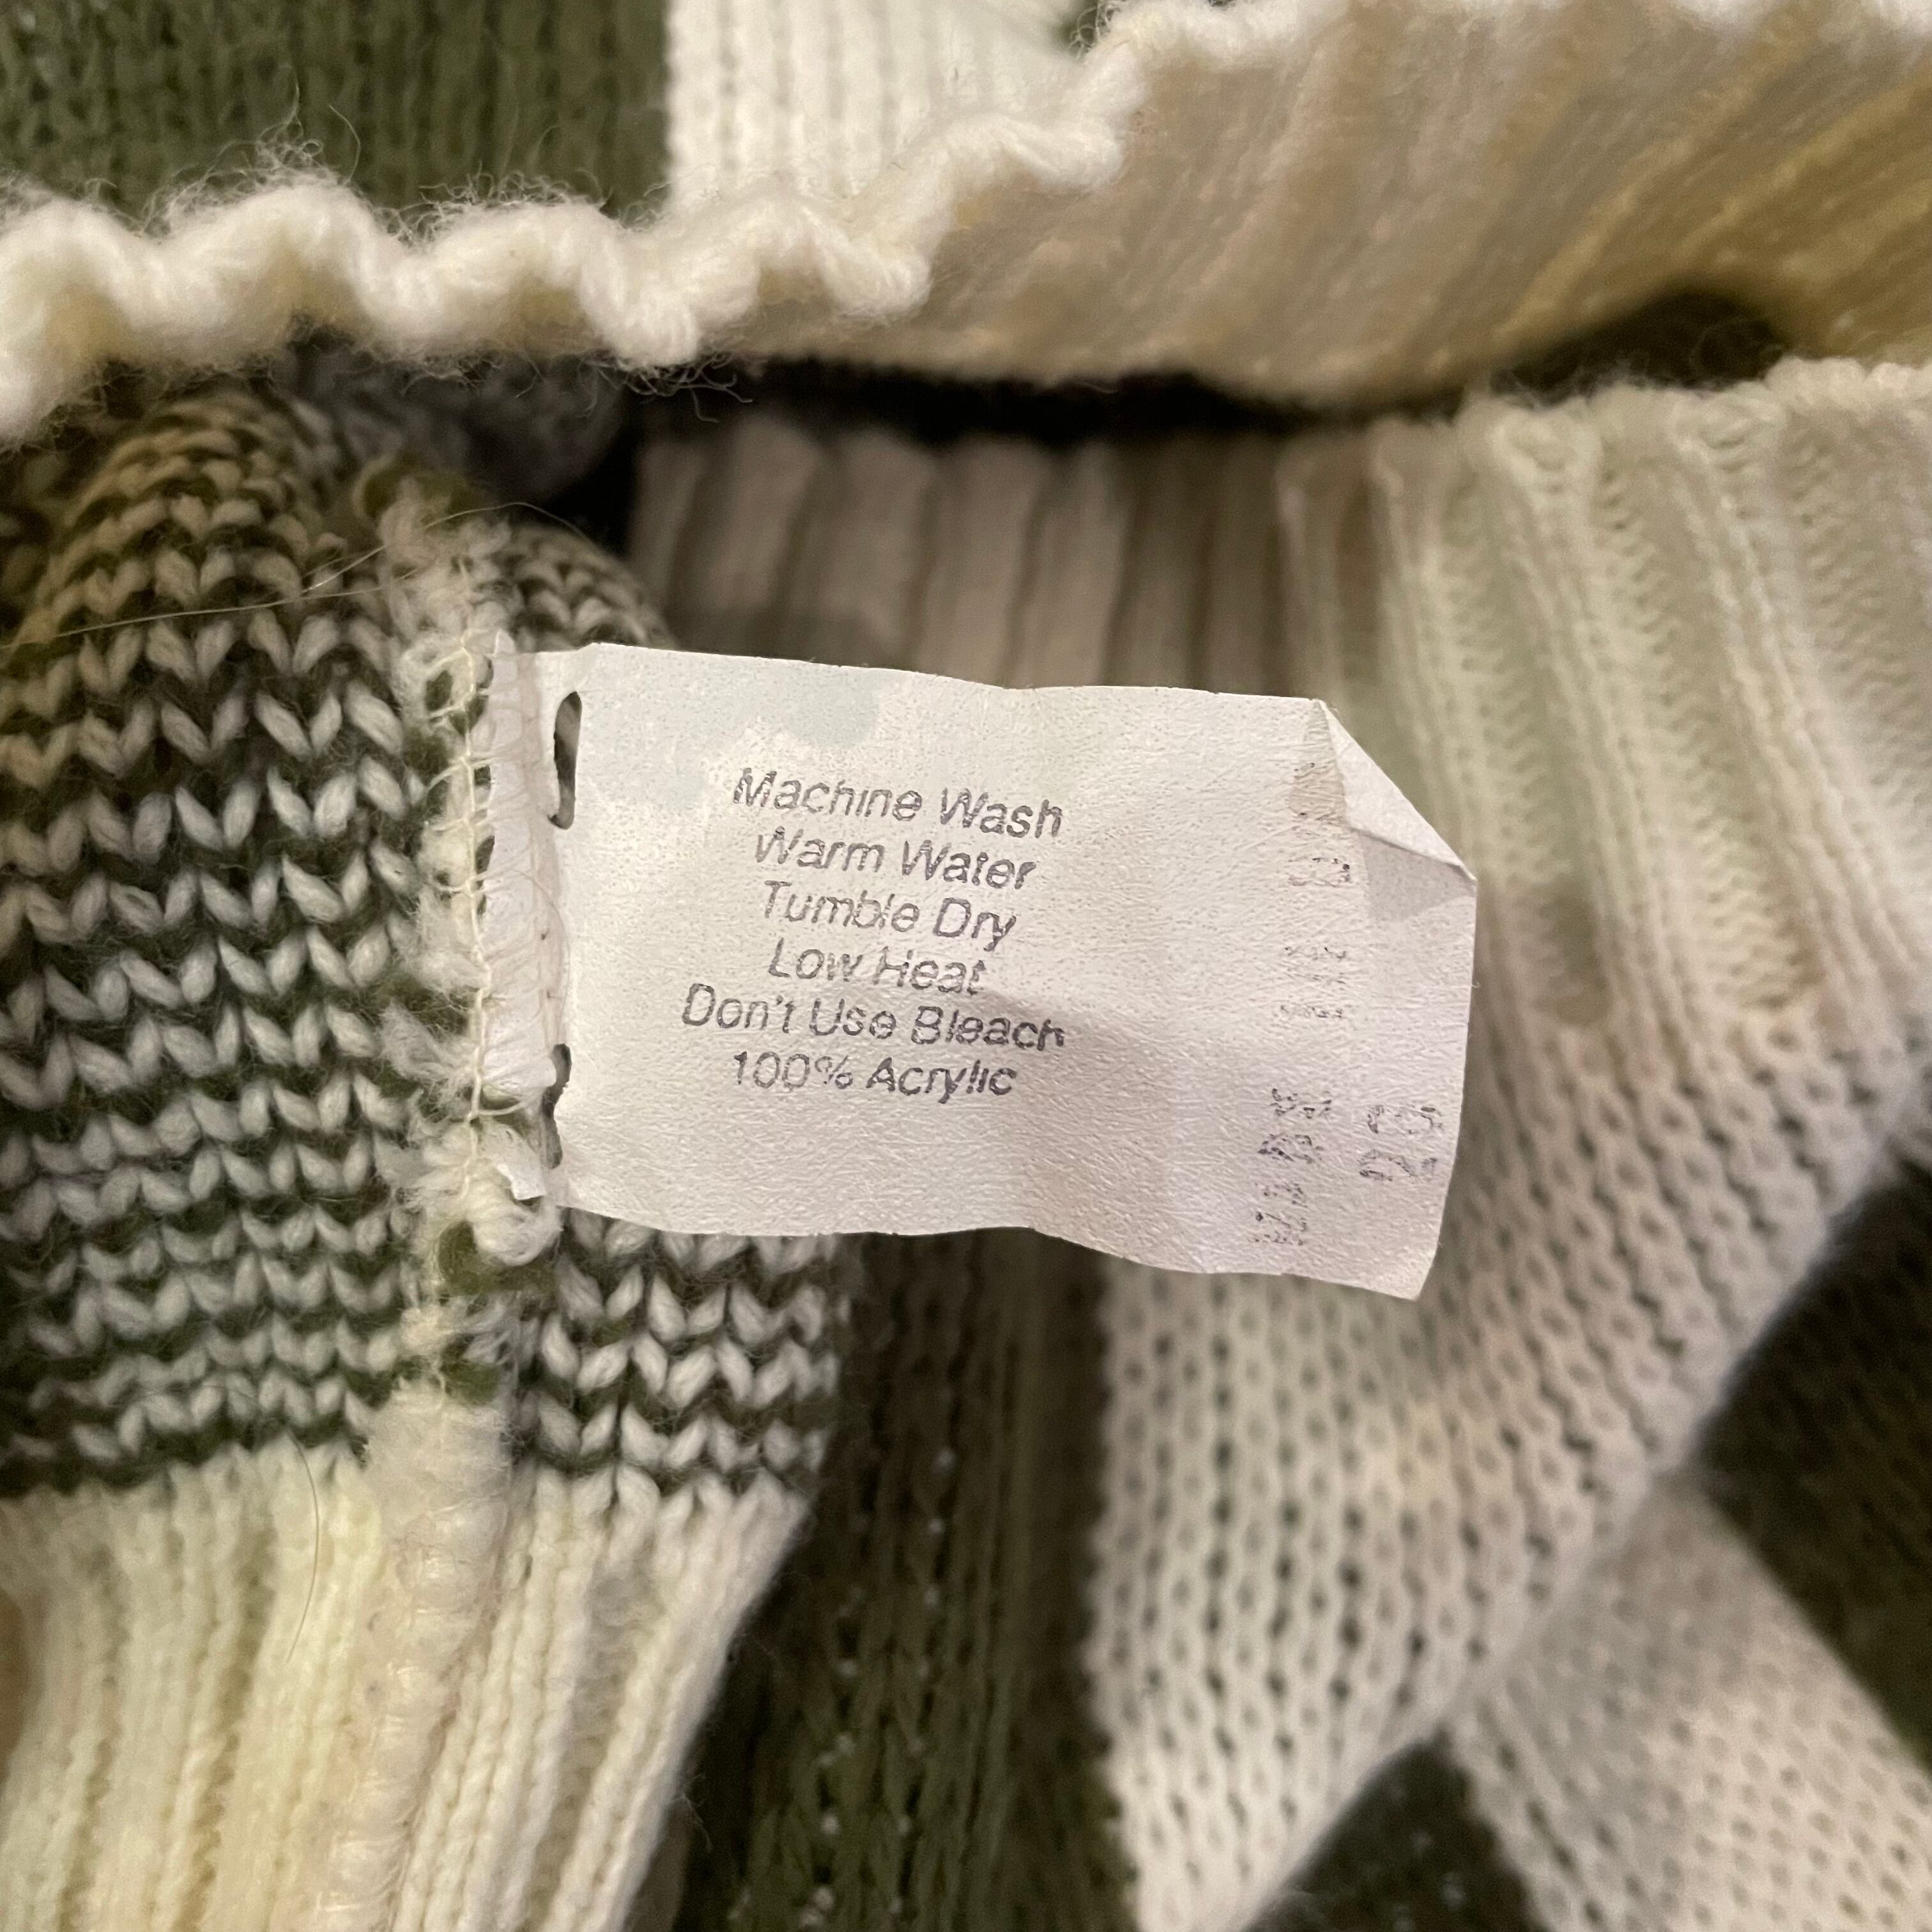 Machine Wash
Warm Water
Tumble Dry
Low Heat
Don't Use Bleach
100% Acrylic